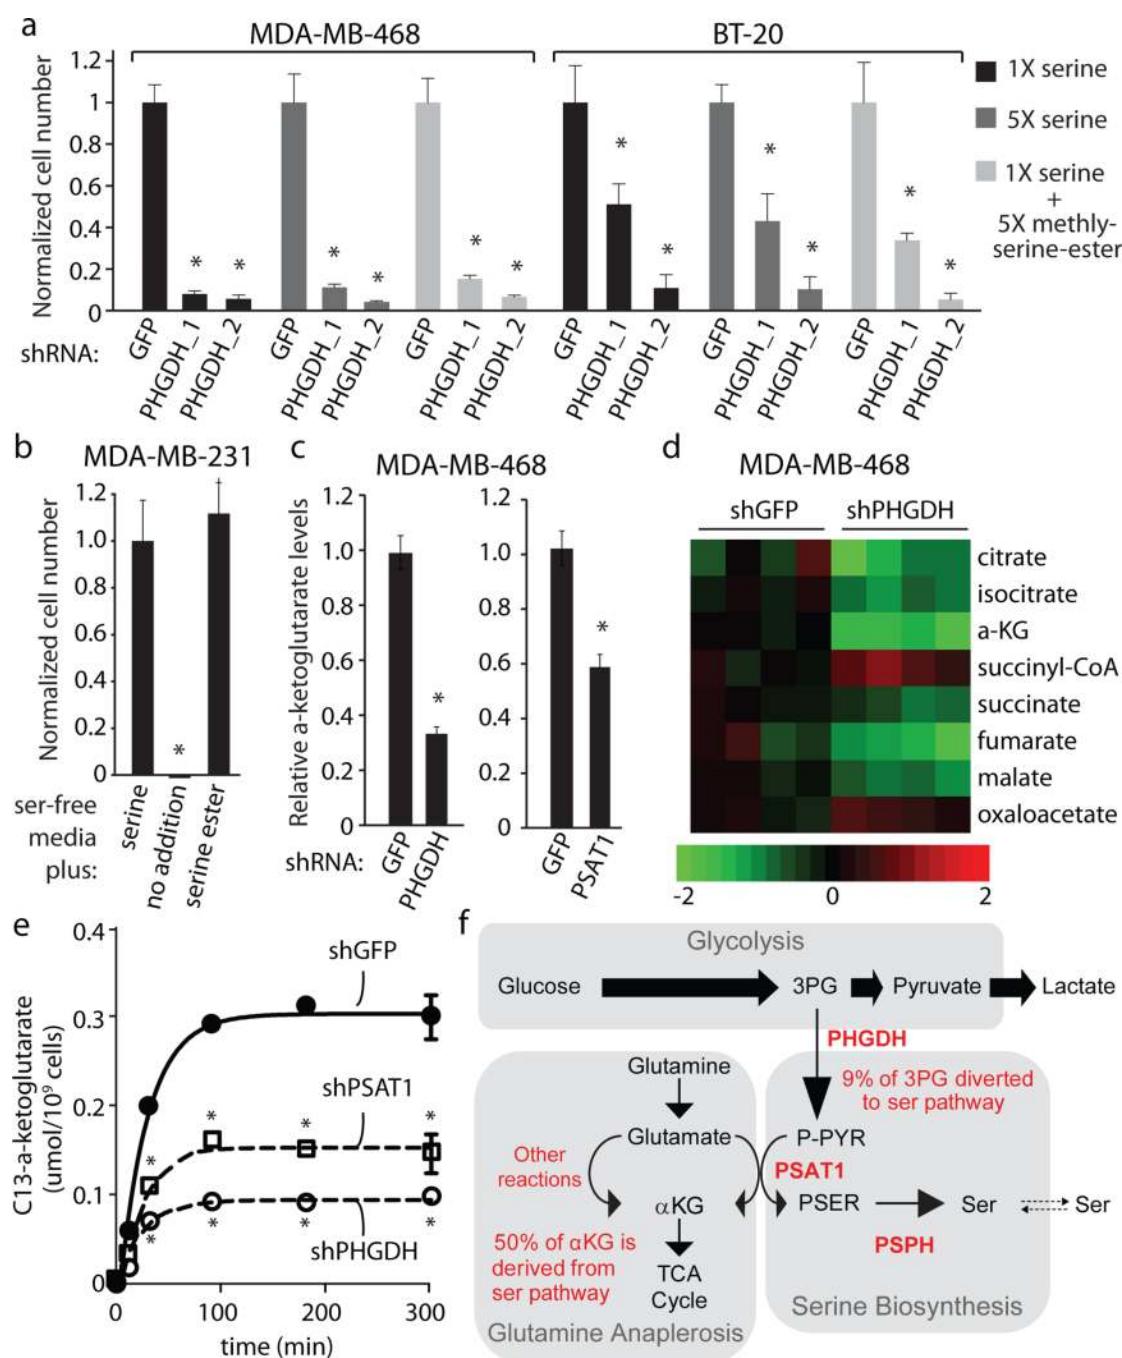 a
MDA-MB-468
BT-20
Normalized cell number
1.2
1
0.8
0.6
0.4
0.2
0
* * * * * * * * * * * *
shRNA:
GFP
PHGDH_1
PHGDH_2
GFP
PHGDH_1
PHGDH_2
GFP
PHGDH_1
PHGDH_2
GFP
PHGDH_1
PHGDH_2
GFP
PHGDH_1
PHGDH_2
GFP
PHGDH_1
PHGDH_2
1X serine
5X serine
1X serine
+
5X methly-
serine-ester
b
MDA-MB-231
Normalized cell number
1.2
1.0
0.8
0.6
0.4
0.2
0
*
ser-free
media
plus:
serine
no addition
serine ester
c
MDA-MB-468
Relative a-ketoglutarate levels
1.2
1.0
0.8
0.6
0.4
0.2
0
*
shRNA:
GFP
PHGDH
1.2
1.0
0.8
0.6
0.4
0.2
0
*
GFP
PSAT1
d
MDA-MB-468
shGFP
shPHGDH
citrate
isocitrate
a-KG
succinyl-CoA
succinate
fumarate
malate
oxaloacetate
-2
0
2
e
C13-a-ketoglutarate
(umol/10⁹ cells)
0.4
0.3
0.2
0.1
0
shGFP
shPSAT1
* * * *
shPHGDH
* * * *
0
100
200
300
time (min)
f
Glycolysis
Glucose
3PG
Pyruvate
Lactate
PHGDH
9% of 3PG diverted
to ser pathway
Glutamine
Glutamate
P-PYR
Other
reactions
PSAT1
αKG
PSER
Ser
Ser
PSPH
50% of αKG is
derived from
ser pathway
TCA
Cycle
Glutamine Anaplerosis
Serine Biosynthesis